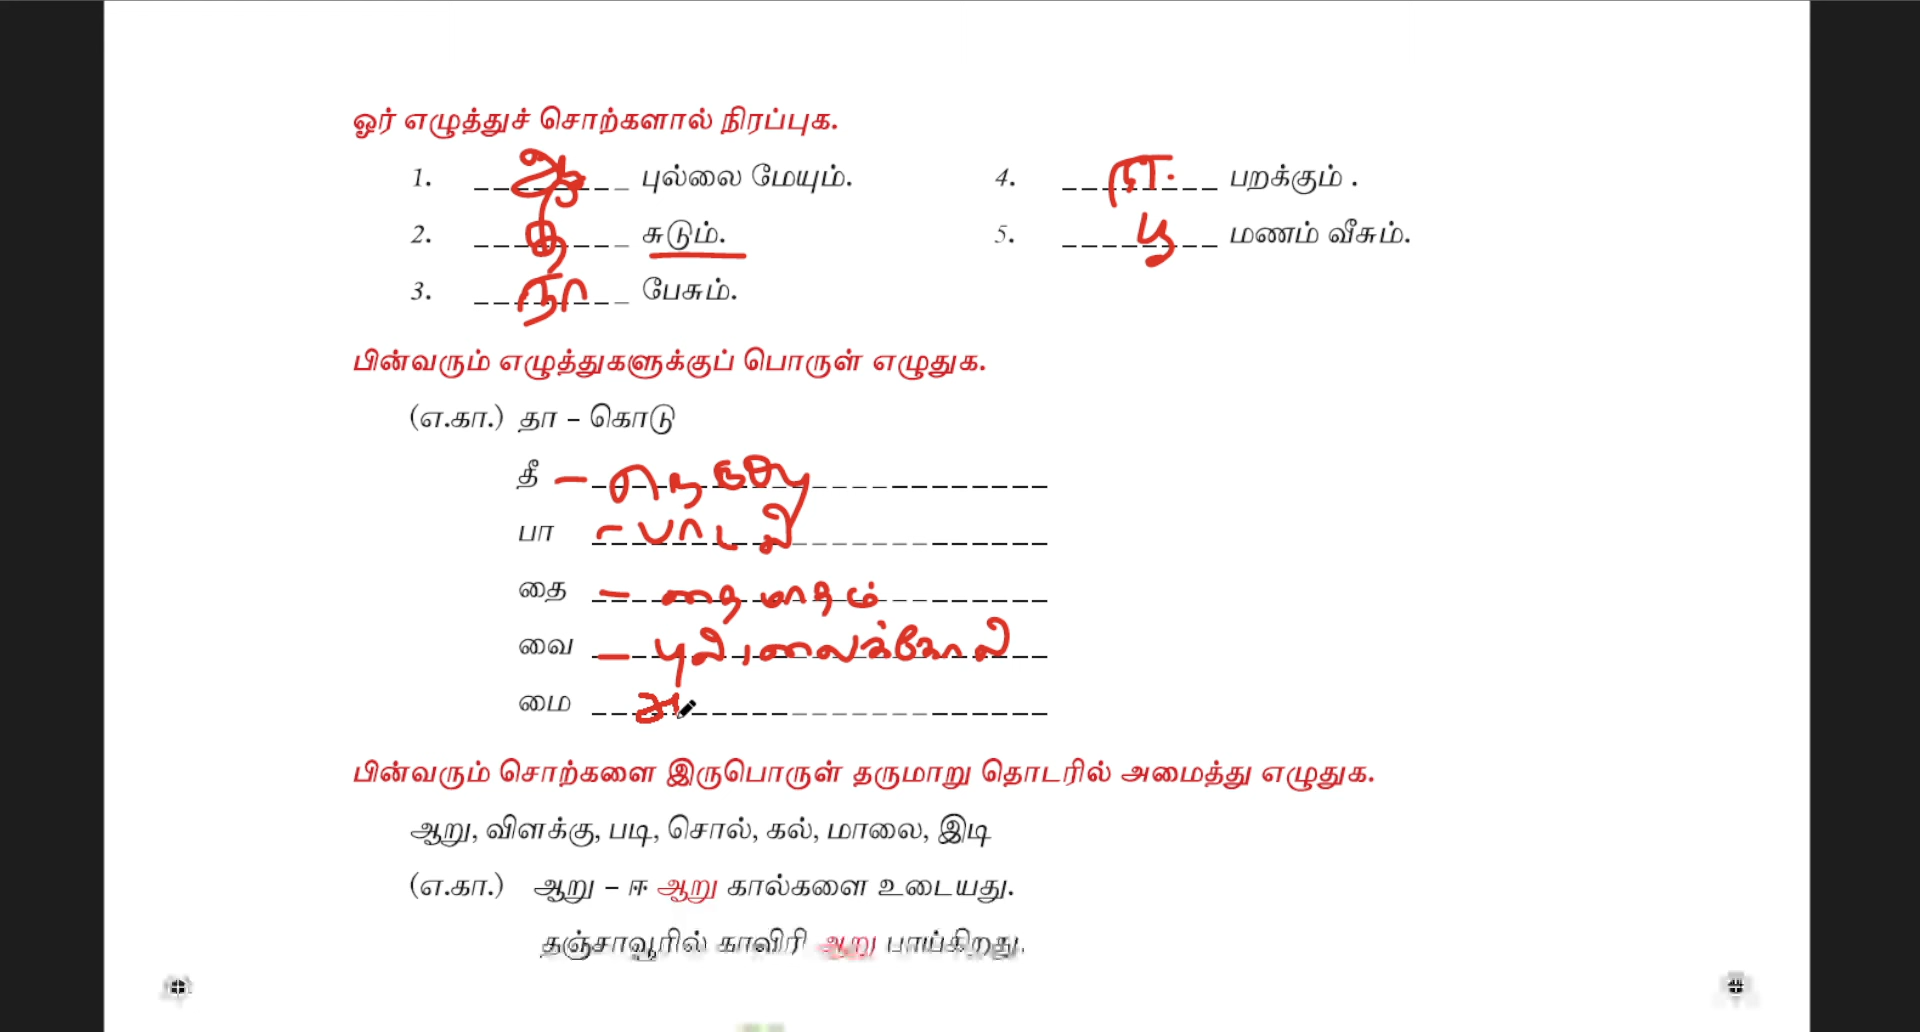 ஓர் எழுத்துச் சொற்களால் நிரப்புக.
1. ஆ புல்லை மேயும்.
4. ஈ பறக்கும் .
2. தீ சுடும்.
5. பூ மணம் வீசும்.
3. நா பேசும்.
பின்வரும் எழுத்துகளுக்குப் பொருள் எழுதுக.
(எ.கா.) தா – கொடு
தீ – நெருப்பு
பா – பாடல்
தை – தை மாதம்
வை – புல், வைக்கோல்
மை
பின்வரும் சொற்களை இருபொருள் தருமாறு தொடரில் அமைத்து எழுதுக.
ஆறு, விளக்கு, படி, சொல், கல், மாலை, இடி
(எ.கா.) ஆறு – ஈ ஆறு கால்களை உடையது.
தஞ்சாவூரில் காவிரி ஆறு பாய்கிறது.